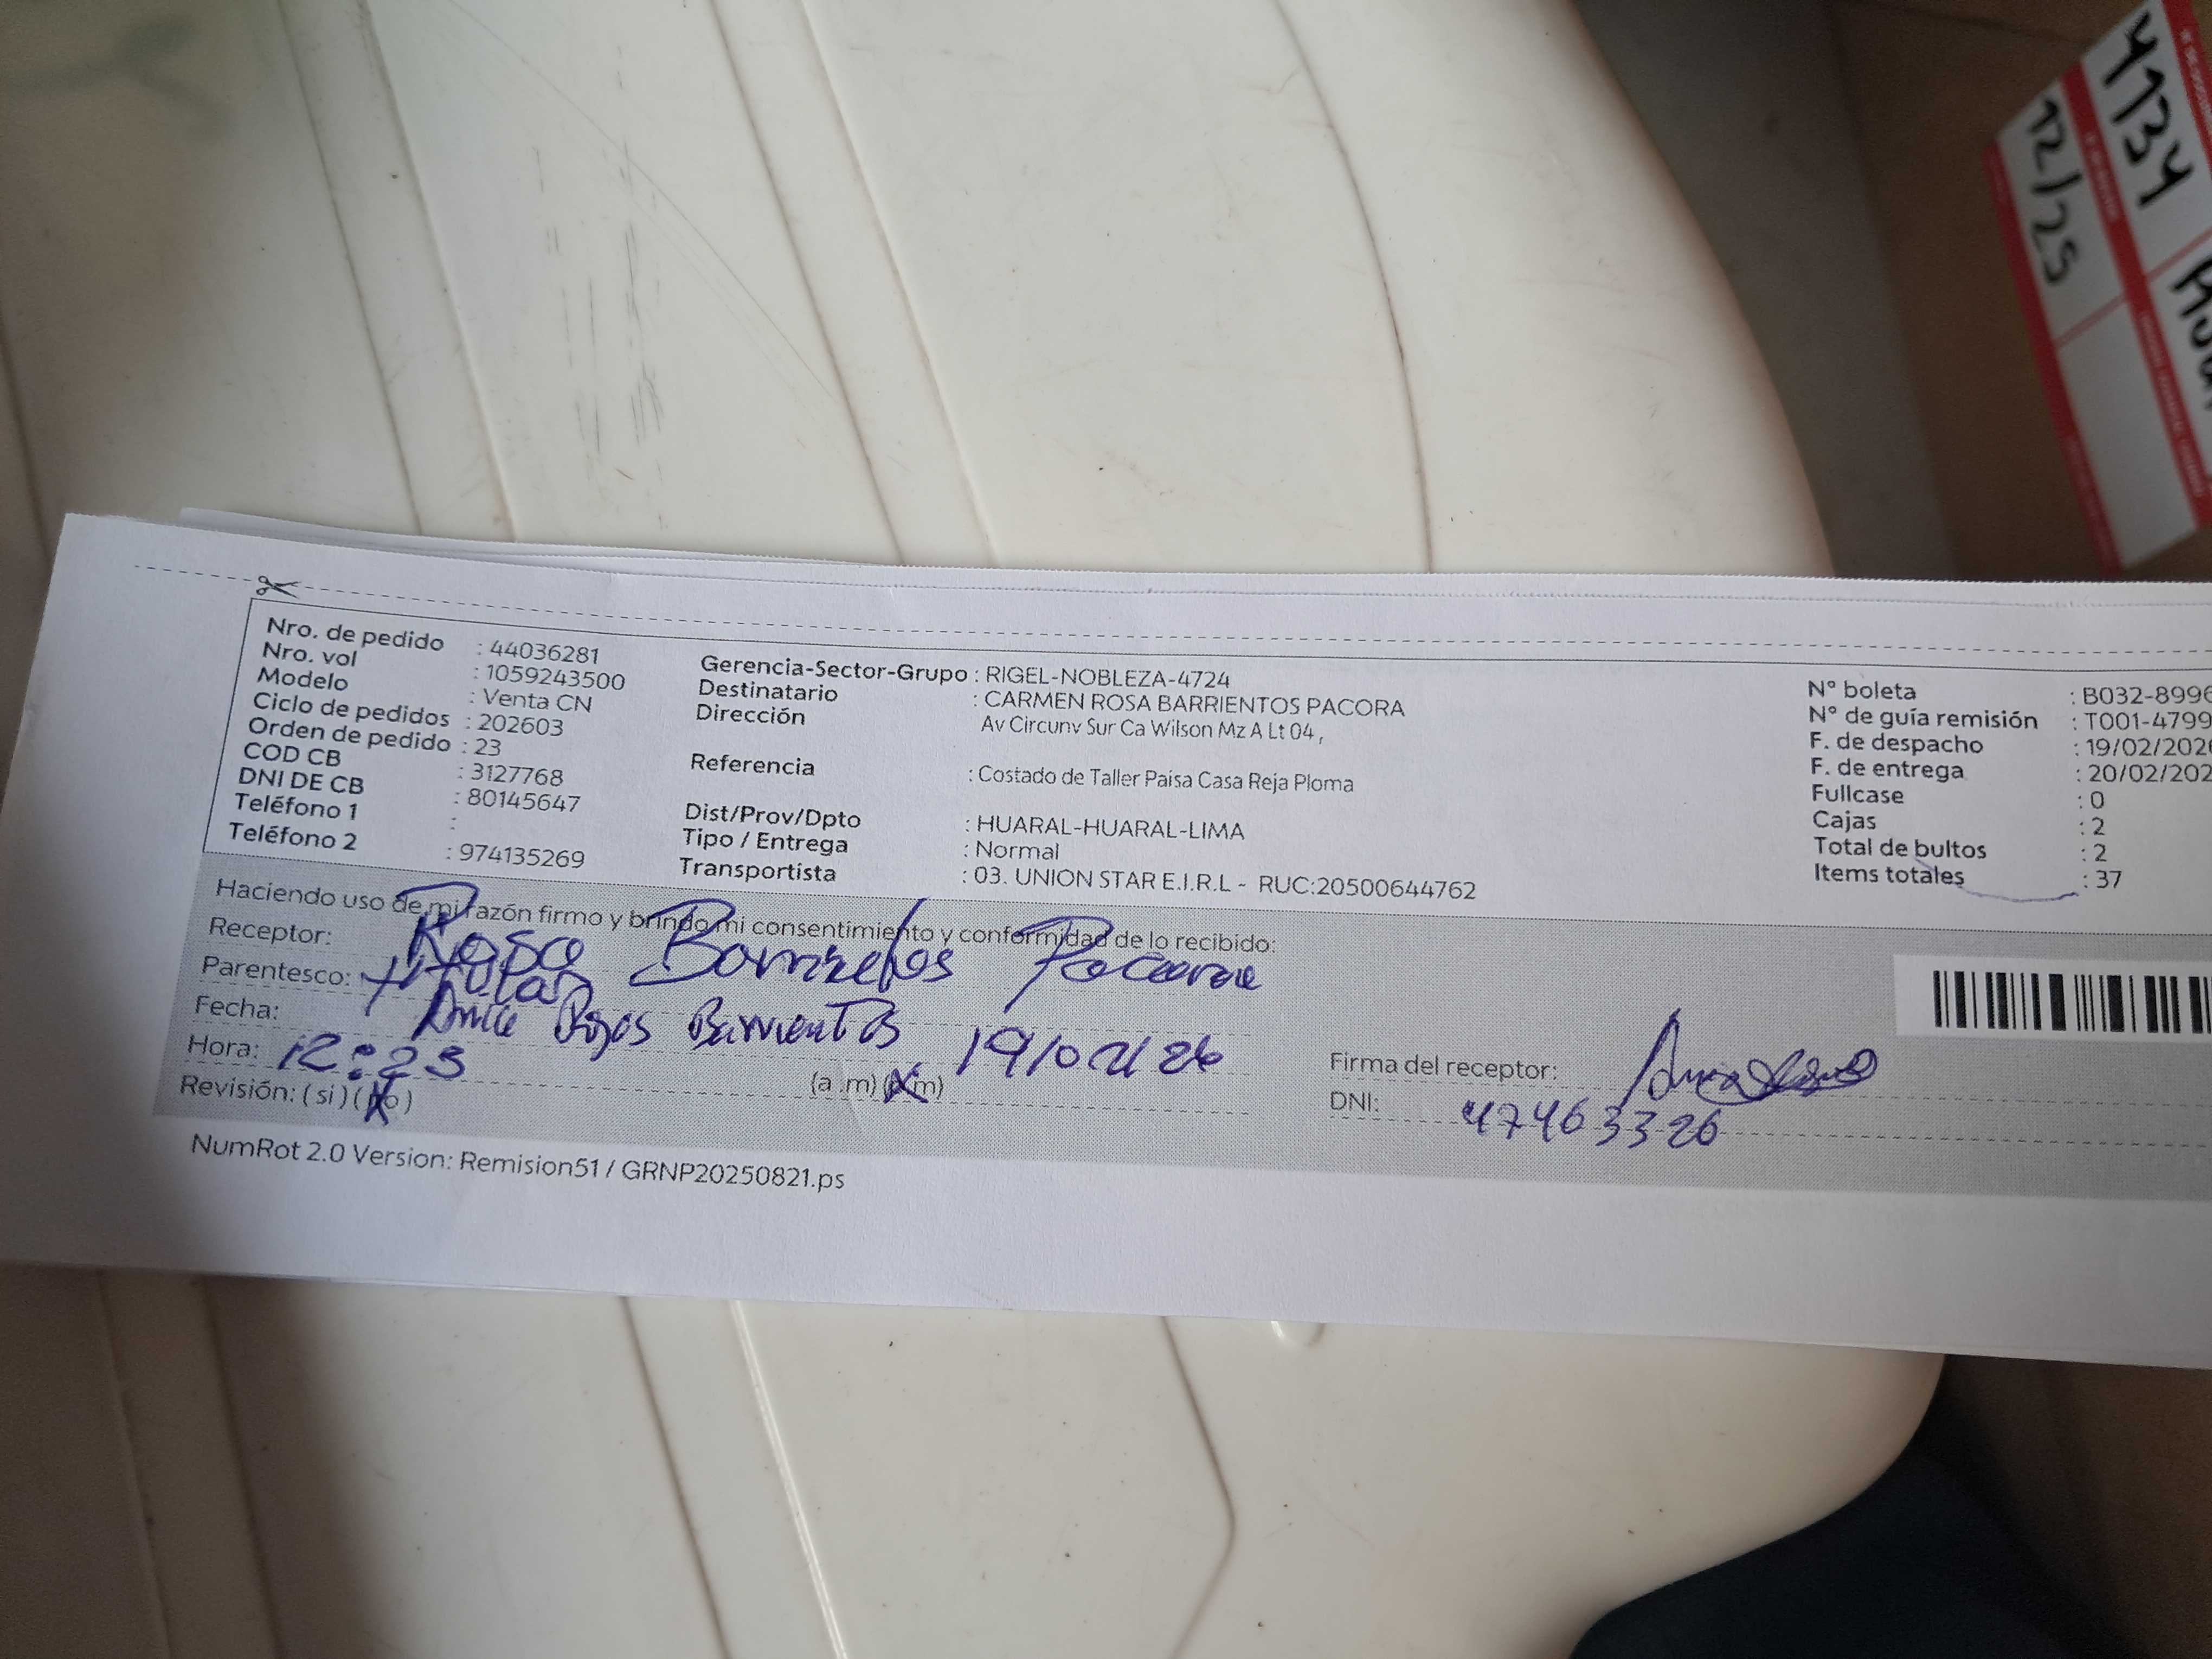 4134
12/25
Nro. de pedido : 44036281
Nro. vol : 1059243500
Modelo : Venta CN
Ciclo de pedidos : 202603
Orden de pedido : 23
COD CB : 3127768
DNI DE CB : 80145647
Teléfono 1 :
Teléfono 2 : 974135269
Gerencia-Sector-Grupo : RIGEL-NOBLEZA-4724
Destinatario : CARMEN ROSA BARRIENTOS PACORA
Dirección Av Circunv Sur Ca Wilson Mz A Lt 04 ,
Referencia : Costado de Taller Paisa Casa Reja Ploma
Dist/Prov/Dpto : HUARAL-HUARAL-LIMA
Tipo / Entrega : Normal
Transportista : 03. UNION STAR E.I.R.L - RUC:20500644762
N° boleta : B032-8996
N° de guía remisión : T001-4799
F. de despacho : 19/02/202
F. de entrega : 20/02/202
Fullcase : 0
Cajas : 2
Total de bultos : 2
Items totales : 37
Haciendo uso de mi razón firmo y brindo mi consentimiento y conformidad de lo recibido:
Receptor: Rosa Barrientos Pacora
Parentesco: titular
Fecha: Rojas Barrientos 19/02/26
Hora: 12:23 (a .m) (p.m)
Revisión: ( si ) ( no )
Firma del receptor:
DNI: 47463326
NumRot 2.0 Version: Remision51 / GRNP20250821.ps